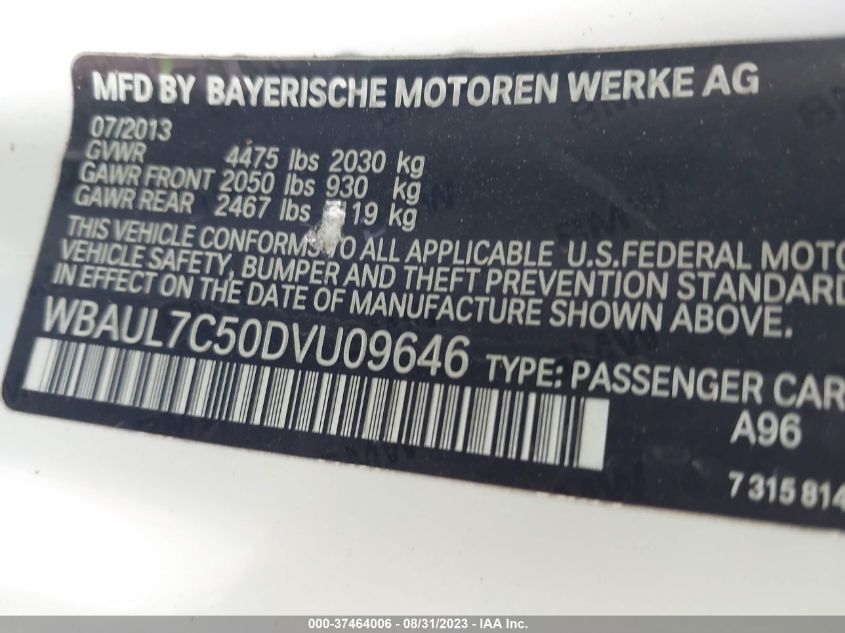 MFD BY BAYERISCHE MOTOREN WERKE AG
07/2013
GVWR 4475 lbs 2030 kg
GAWR FRONT 2050 lbs 930 kg
GAWR REAR 2467 lbs 19 kg
THIS VEHICLE CONFORMS TO ALL APPLICABLE U.S.FEDERAL MOTO
VEHICLE SAFETY, BUMPER AND THEFT PREVENTION STANDARD
IN EFFECT ON THE DATE OF MANUFACTURE SHOWN ABOVE.
WBAUL7C50DVU09646 TYPE: PASSENGER CAR
A96
7 315 814
000-37464006 - 08/31/2023 - IAA Inc.